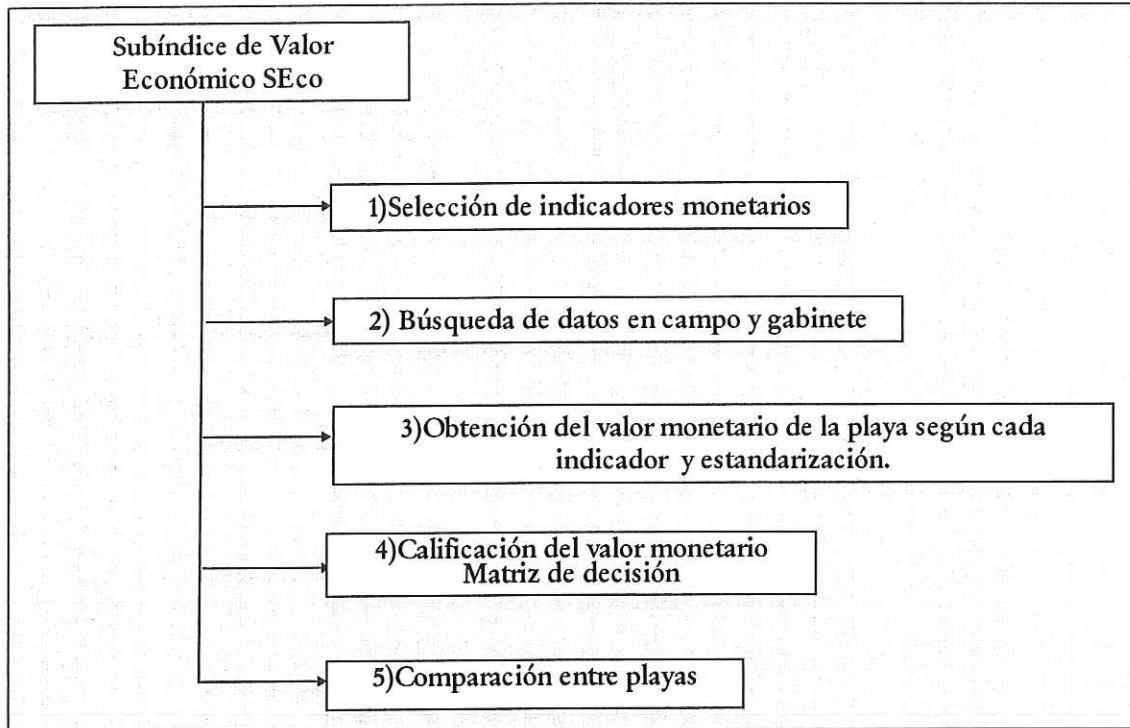 Subíndice de Valor
Económico SEco
1)Selección de indicadores monetarios
2) Búsqueda de datos en campo y gabinete
3)Obtención del valor monetario de la playa según cada
indicador y estandarización.
4)Calificación del valor monetario
Matriz de decisión
5)Comparación entre playas